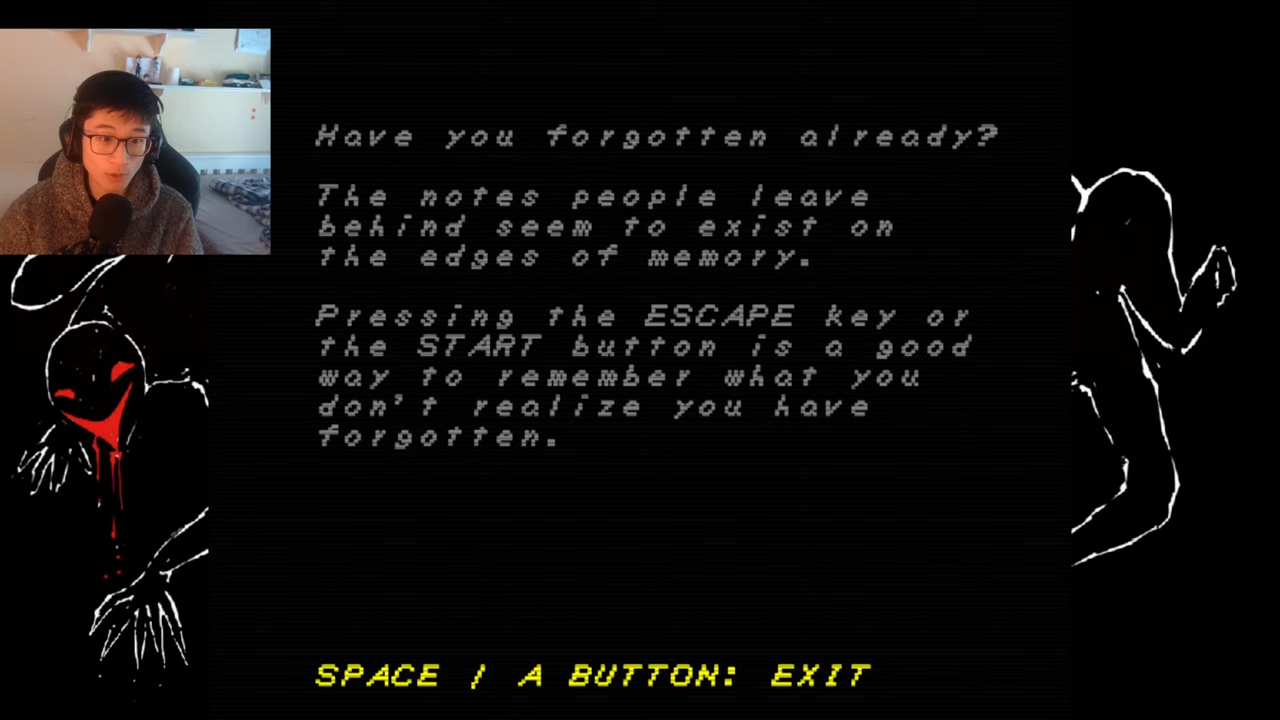 Have you forgotten already?
The notes people leave
behind seem to exist on
the edges of memory.
Pressing the ESCAPE key or
the START button is a good
way to remember what you
don't realize you have
forgotten.
SPACE / A BUTTON: EXIT